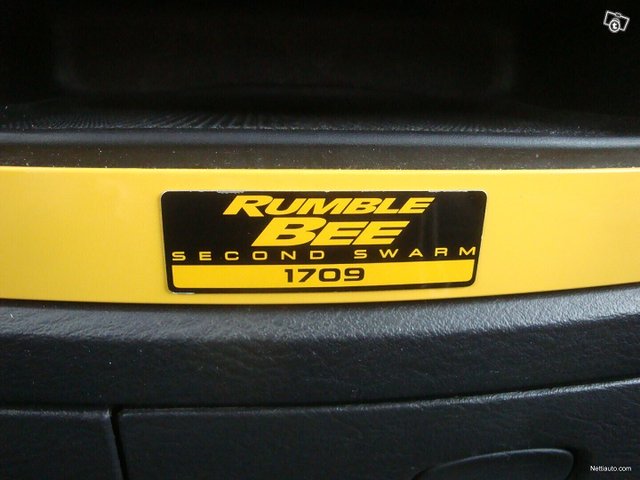 RUMBLE
BEE
SECOND SWARM
1709
Nettiauto.com